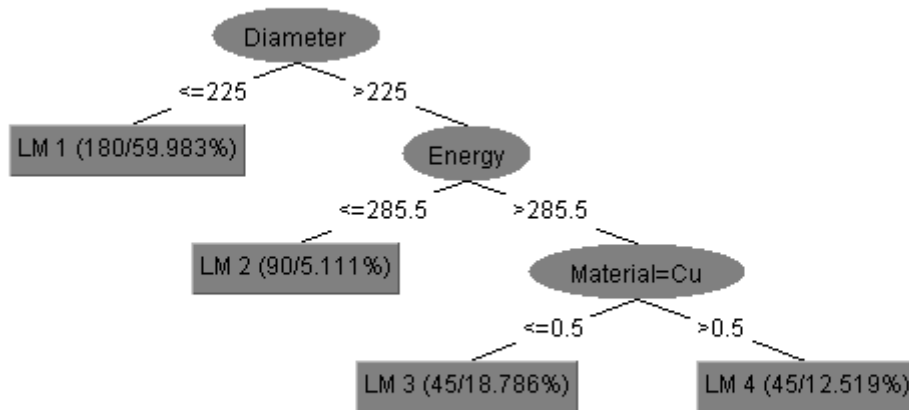 Diameter
<=225
>225
LM 1 (180/59.983%)
Energy
<=285.5
>285.5
LM 2 (90/5.111%)
Material=Cu
<=0.5
>0.5
LM 3 (45/18.786%)
LM 4 (45/12.519%)